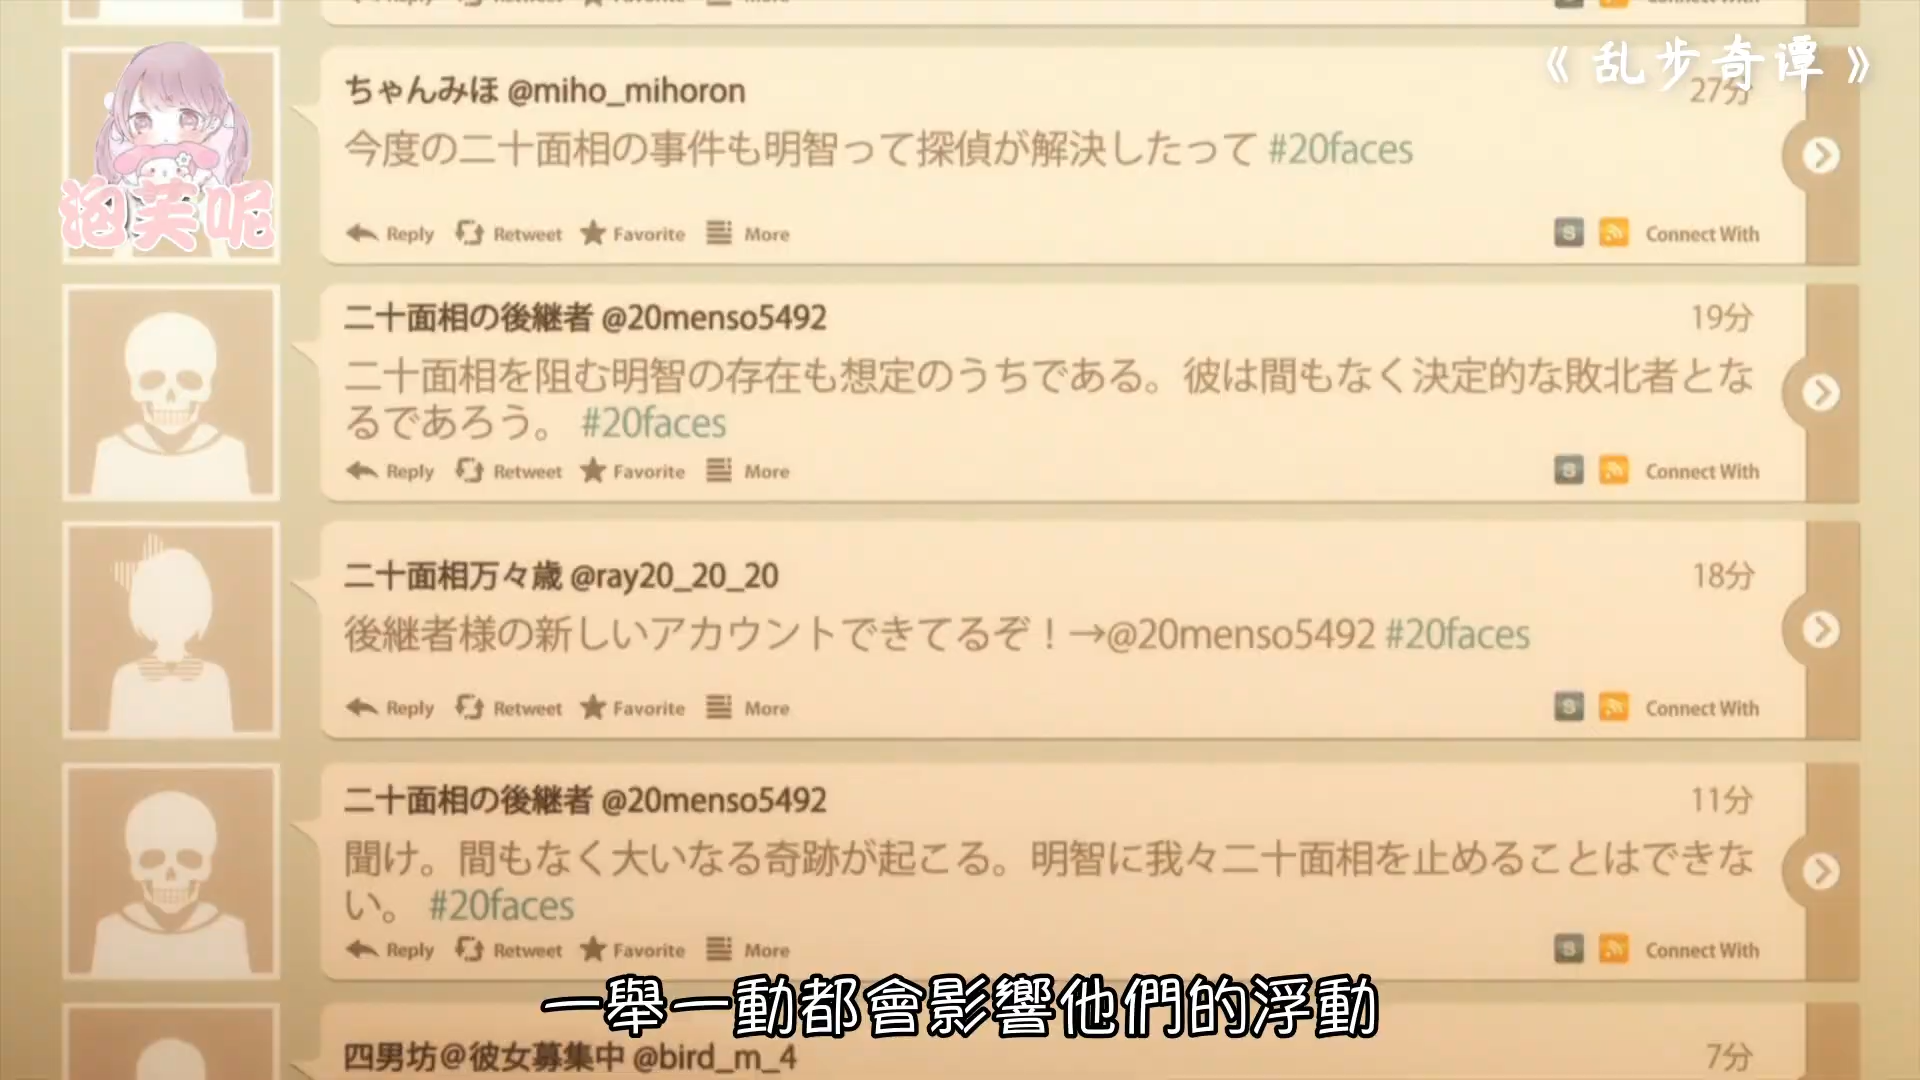 Reply Retweet Favorite More Connect With
《乱步奇谭》
泡芙呢
ちゃんみほ @miho_mihoron 27分
今度の二十面相の事件も明智って探偵が解決したって #20faces
Reply Retweet Favorite More S Connect With
二十面相の後継者 @20menso5492 19分
二十面相を阻む明智の存在も想定のうちである。彼は間もなく決定的な敗北者とな
るであろう。 #20faces
Reply Retweet Favorite More S Connect With
二十面相万々歳 @ray20_20_20 18分
後継者様の新しいアカウントできてるぞ！→@20menso5492 #20faces
Reply Retweet Favorite More S Connect With
二十面相の後継者 @20menso5492 11分
聞け。間もなく大いなる奇跡が起こる。明智に我々二十面相を止めることはできな
い。 #20faces
Reply Retweet Favorite More S Connect With
一舉一動都會影響他們的浮動
四男坊@彼女募集中 @bird_m_4 7分